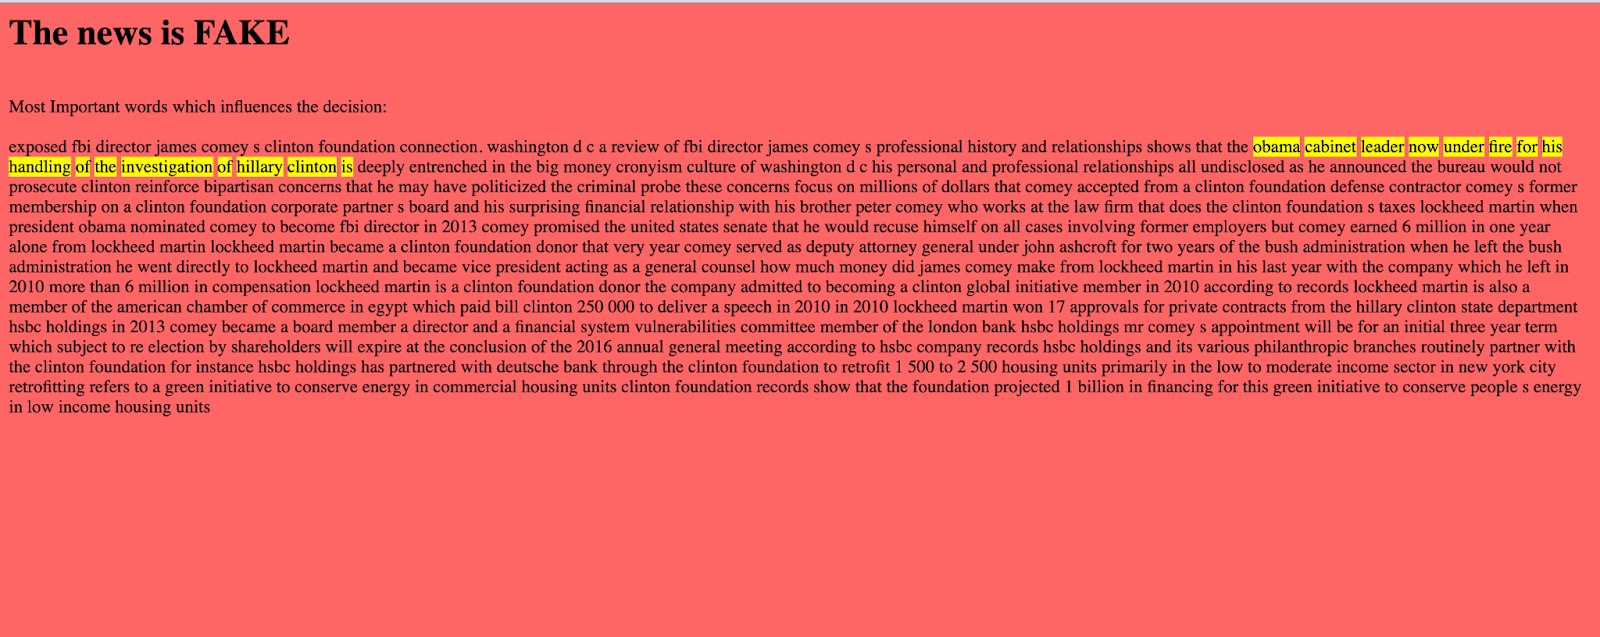 The news is FAKE
Most Important words which influences the decision:
exposed fbi director james comey s clinton foundation connection. washington d c a review of fbi director james comey s professional history and relationships shows that the obama cabinet leader now under fire for his
handling of the investigation of hillary clinton is deeply entrenched in the big money cronyism culture of washington d c his personal and professional relationships all undisclosed as he announced the bureau would not
prosecute clinton reinforce bipartisan concerns that he may have politicized the criminal probe these concerns focus on millions of dollars that comey accepted from a clinton foundation defense contractor comey s former
membership on a clinton foundation corporate partner s board and his surprising financial relationship with his brother peter comey who works at the law firm that does the clinton foundation s taxes lockheed martin when
president obama nominated comey to become fbi director in 2013 comey promised the united states senate that he would recuse himself on all cases involving former employers but comey earned 6 million in one year
alone from lockheed martin lockheed martin became a clinton foundation donor that very year comey served as deputy attorney general under john ashcroft for two years of the bush administration when he left the bush
administration he went directly to lockheed martin and became vice president acting as a general counsel how much money did james comey make from lockheed martin in his last year with the company which he left in
2010 more than 6 million in compensation lockheed martin is a clinton foundation donor the company admitted to becoming a clinton global initiative member in 2010 according to records lockheed martin is also a
member of the american chamber of commerce in egypt which paid bill clinton 250 000 to deliver a speech in 2010 in 2010 lockheed martin won 17 approvals for private contracts from the hillary clinton state department
hsbc holdings in 2013 comey became a board member a director and a financial system vulnerabilities committee member of the london bank hsbc holdings mr comey s appointment will be for an initial three year term
which subject to re election by shareholders will expire at the conclusion of the 2016 annual general meeting according to hsbc company records hsbc holdings and its various philanthropic branches routinely partner with
the clinton foundation for instance hsbc holdings has partnered with deutsche bank through the clinton foundation to retrofit 1 500 to 2 500 housing units primarily in the low to moderate income sector in new york city
retrofitting refers to a green initiative to conserve energy in commercial housing units clinton foundation records show that the foundation projected 1 billion in financing for this green initiative to conserve people s energy
in low income housing units